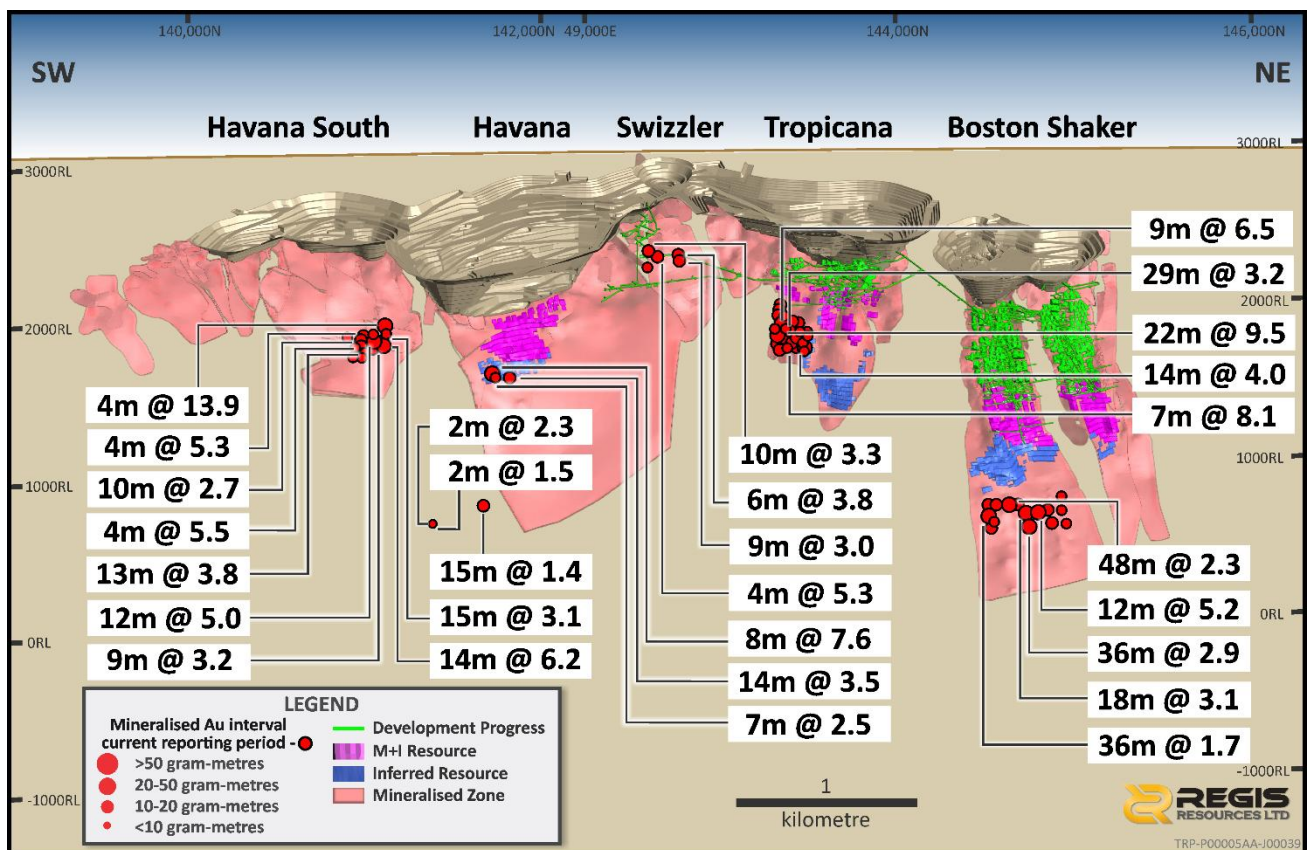 140,000N
142,000N 49,000E
144,000N
146,000N
SW
NE
Havana South
Havana
Swizzler
Tropicana
Boston Shaker
3000RL
3000RL
2000RL
2000RL
1000RL
1000RL
0RL
0RL
-1000RL
-1000RL
4m @ 13.9
4m @ 5.3
10m @ 2.7
4m @ 5.5
13m @ 3.8
12m @ 5.0
9m @ 3.2
2m @ 2.3
2m @ 1.5
15m @ 1.4
15m @ 3.1
14m @ 6.2
10m @ 3.3
6m @ 3.8
9m @ 3.0
4m @ 5.3
8m @ 7.6
14m @ 3.5
7m @ 2.5
9m @ 6.5
29m @ 3.2
22m @ 9.5
14m @ 4.0
7m @ 8.1
48m @ 2.3
12m @ 5.2
36m @ 2.9
18m @ 3.1
36m @ 1.7
LEGEND
Mineralised Au interval
current reporting period -
>50 gram-metres
20-50 gram-metres
10-20 gram-metres
<10 gram-metres
Development Progress
M+I Resource
Inferred Resource
Mineralised Zone
1
kilometre
REGIS
RESOURCES LTD
TRP-P00005AA-J00039